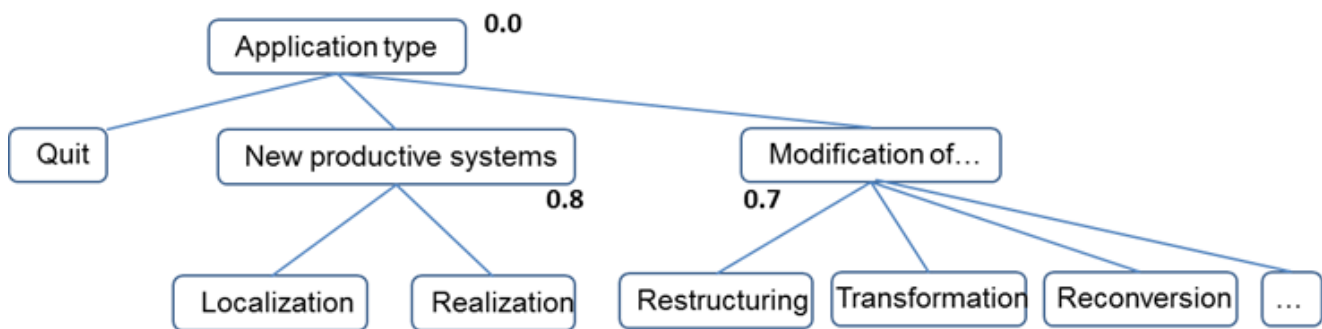 Application type
0.0
Quit
New productive systems
Modification of…
0.8
0.7
Localization
Realization
Restructuring
Transformation
Reconversion
…